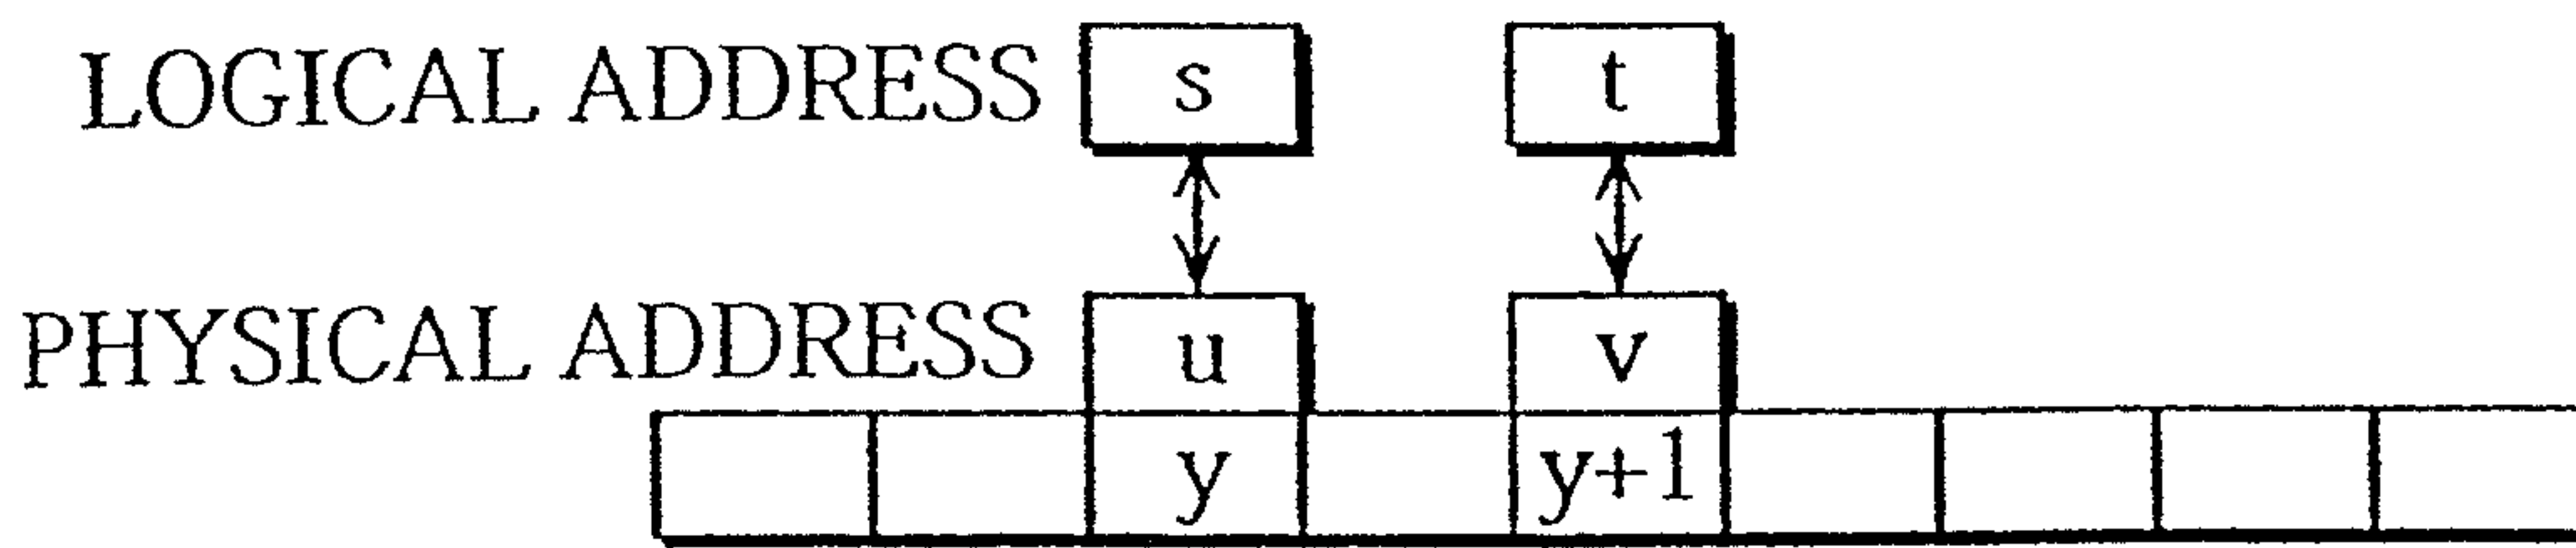 LOGICAL ADDRESS s t
PHYSICAL ADDRESS u v
y y+1